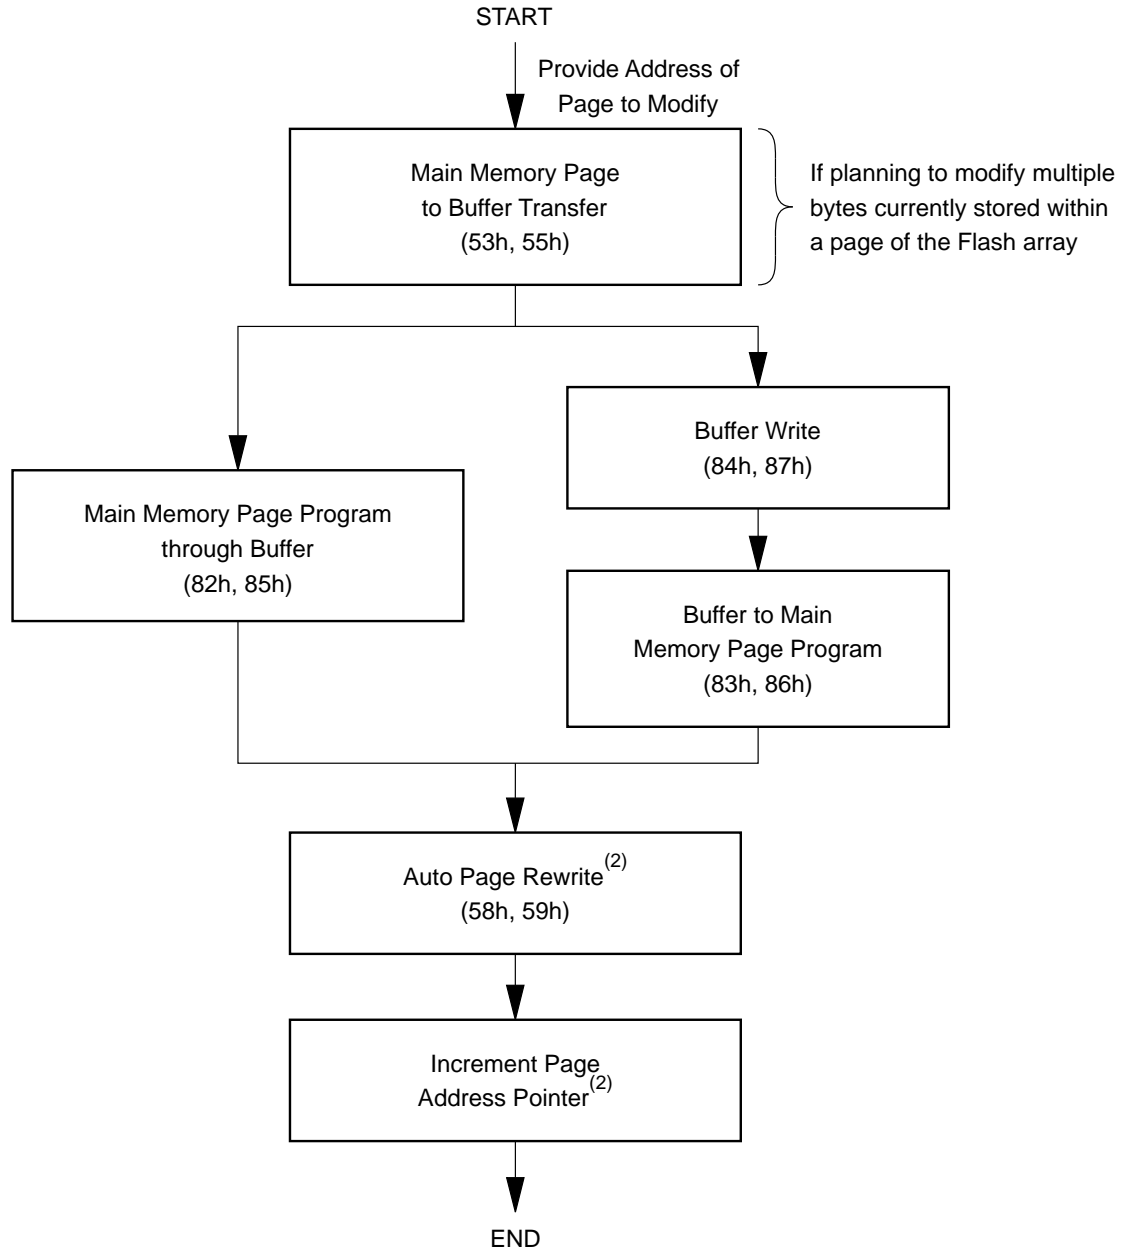 START
Provide Address of
Page to Modify
Main Memory Page
to Buffer Transfer
(53h, 55h)
If planning to modify multiple
bytes currently stored within
a page of the Flash array
Buffer Write
(84h, 87h)
Main Memory Page Program
through Buffer
(82h, 85h)
Buffer to Main
Memory Page Program
(83h, 86h)
Auto Page Rewrite(2)
(58h, 59h)
Increment Page
Address Pointer(2)
END